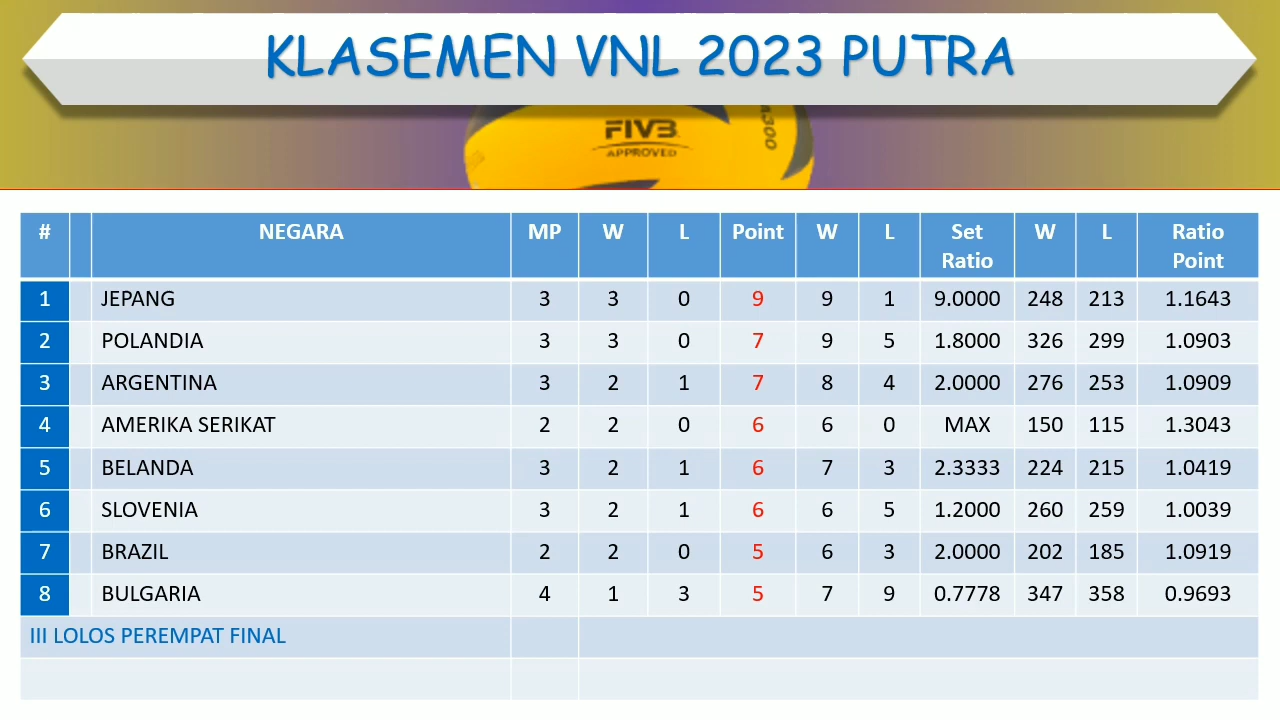 KLASEMEN VNL 2023 PUTRA
FIVB
APPROVED
# NEGARA MP W L Point W L Set Ratio W L Ratio Point
1 JEPANG 3 3 0 9 9 1 9.0000 248 213 1.1643
2 POLANDIA 3 3 0 7 9 5 1.8000 326 299 1.0903
3 ARGENTINA 3 2 1 7 8 4 2.0000 276 253 1.0909
4 AMERIKA SERIKAT 2 2 0 6 6 0 MAX 150 115 1.3043
5 BELANDA 3 2 1 6 7 3 2.3333 224 215 1.0419
6 SLOVENIA 3 2 1 6 6 5 1.2000 260 259 1.0039
7 BRAZIL 2 2 0 5 6 3 2.0000 202 185 1.0919
8 BULGARIA 4 1 3 5 7 9 0.7778 347 358 0.9693
III LOLOS PEREMPAT FINAL